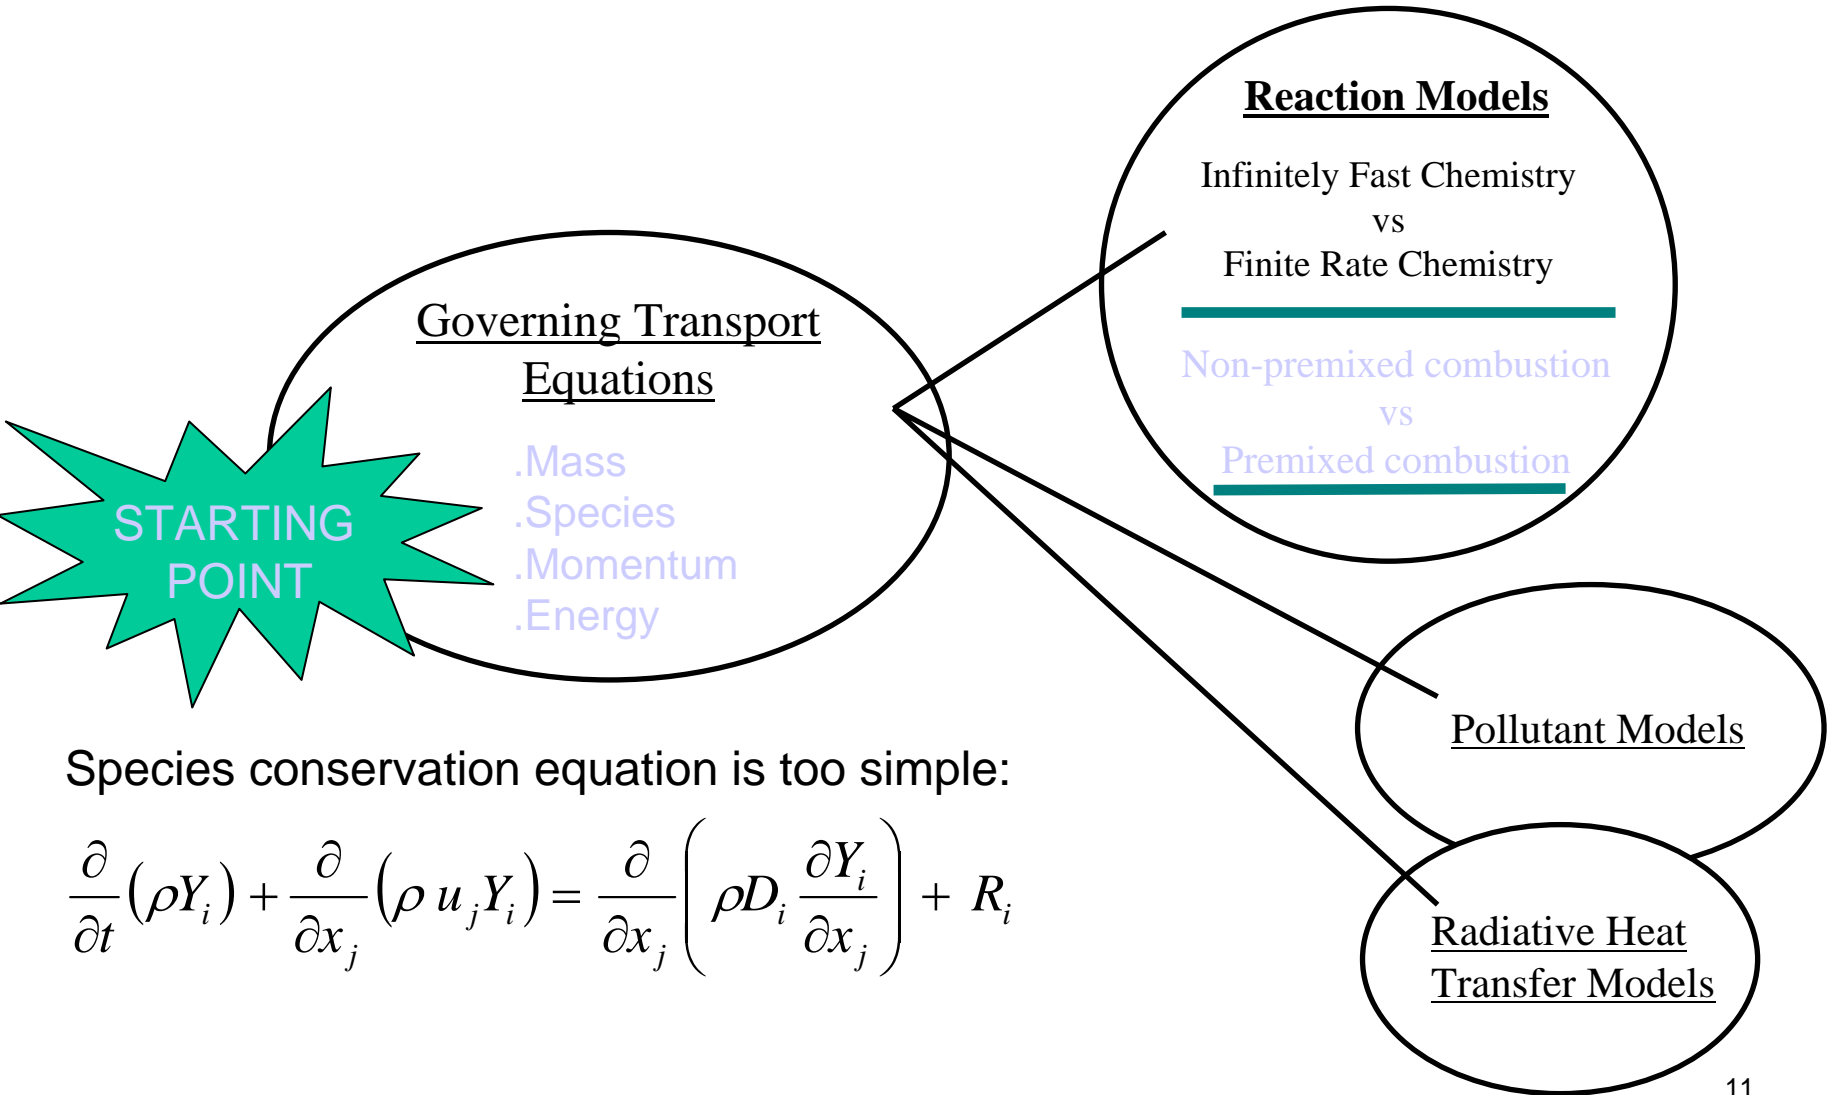 STARTING
POINT
Governing Transport
Equations
.Mass
.Species
.Momentum
.Energy
Reaction Models
Infinitely Fast Chemistry
vs
Finite Rate Chemistry
Non-premixed combustion
vs
Premixed combustion
Pollutant Models
Radiative Heat
Transfer Models
Species conservation equation is too simple:
∂/∂t (ρY_i) + ∂/∂x_j (ρ u_j Y_i) = ∂/∂x_j (ρD_i ∂Y_i/∂x_j) + R_i
11